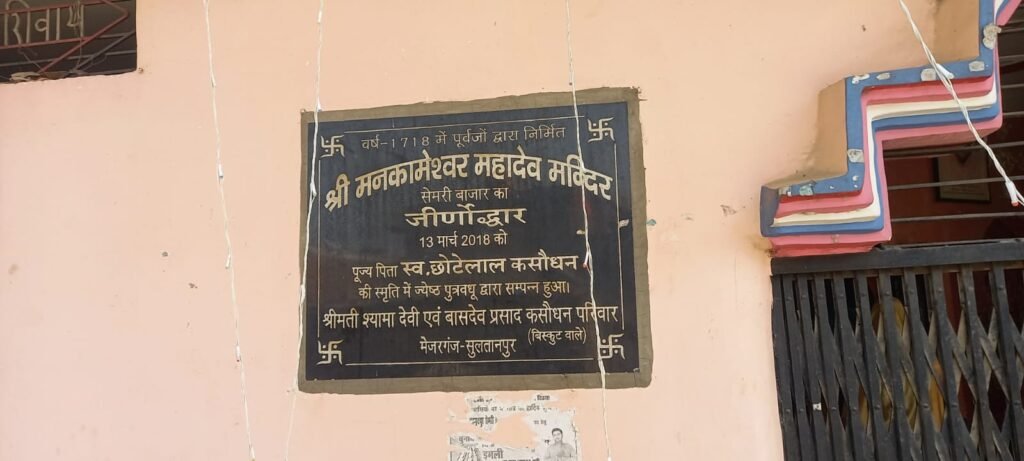 शिवाय
वर्ष-1718 में पूर्वजों द्वारा निर्मित
श्री मनकामेश्वर महादेव मन्दिर
सेमरी बाजार का
जीर्णोद्धार
13 मार्च 2018 को
पूज्य पिता स्व.छोटेलाल कसौधन
की स्मृति में ज्येष्ठ पुत्रवधू द्वारा सम्पन्न हुआ।
श्रीमती श्यामा देवी एवं बासदेव प्रसाद कसौधन परिवार
(बिस्कुट वाले)
मेजरगंज-सुलतानपुर